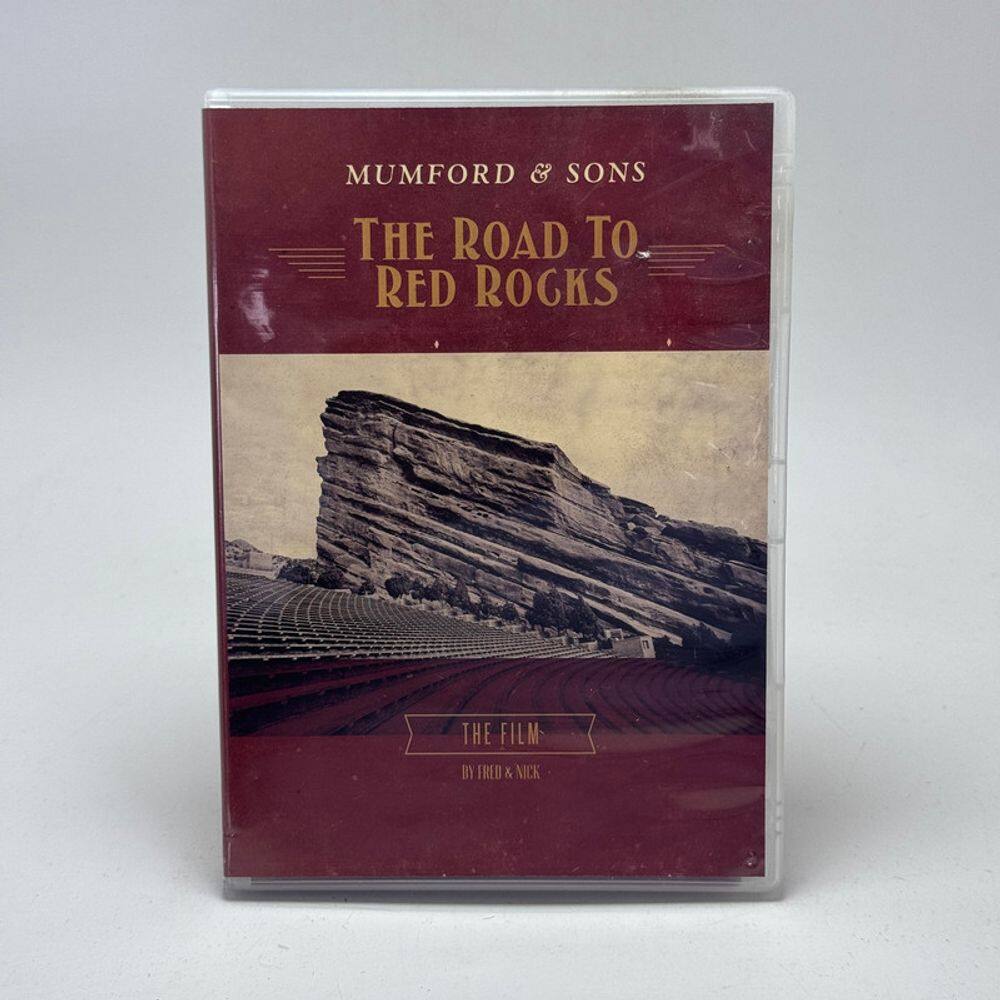 MUMFORD & SONS
THE ROAD TO
RED ROCKS
THE FILM
BY FRED & NICK